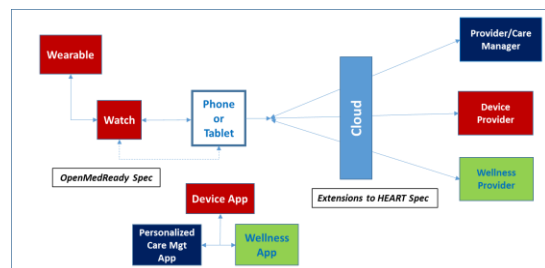 Provider/Care
Manager
Wearable
Phone
or
Tablet
Watch
Cloud
Device
Provider
OpenMedReady Spec
Extensions to HEART Spec
Wellness
Provider
Device App
Personalized
Care Mgt
App
Wellness
App